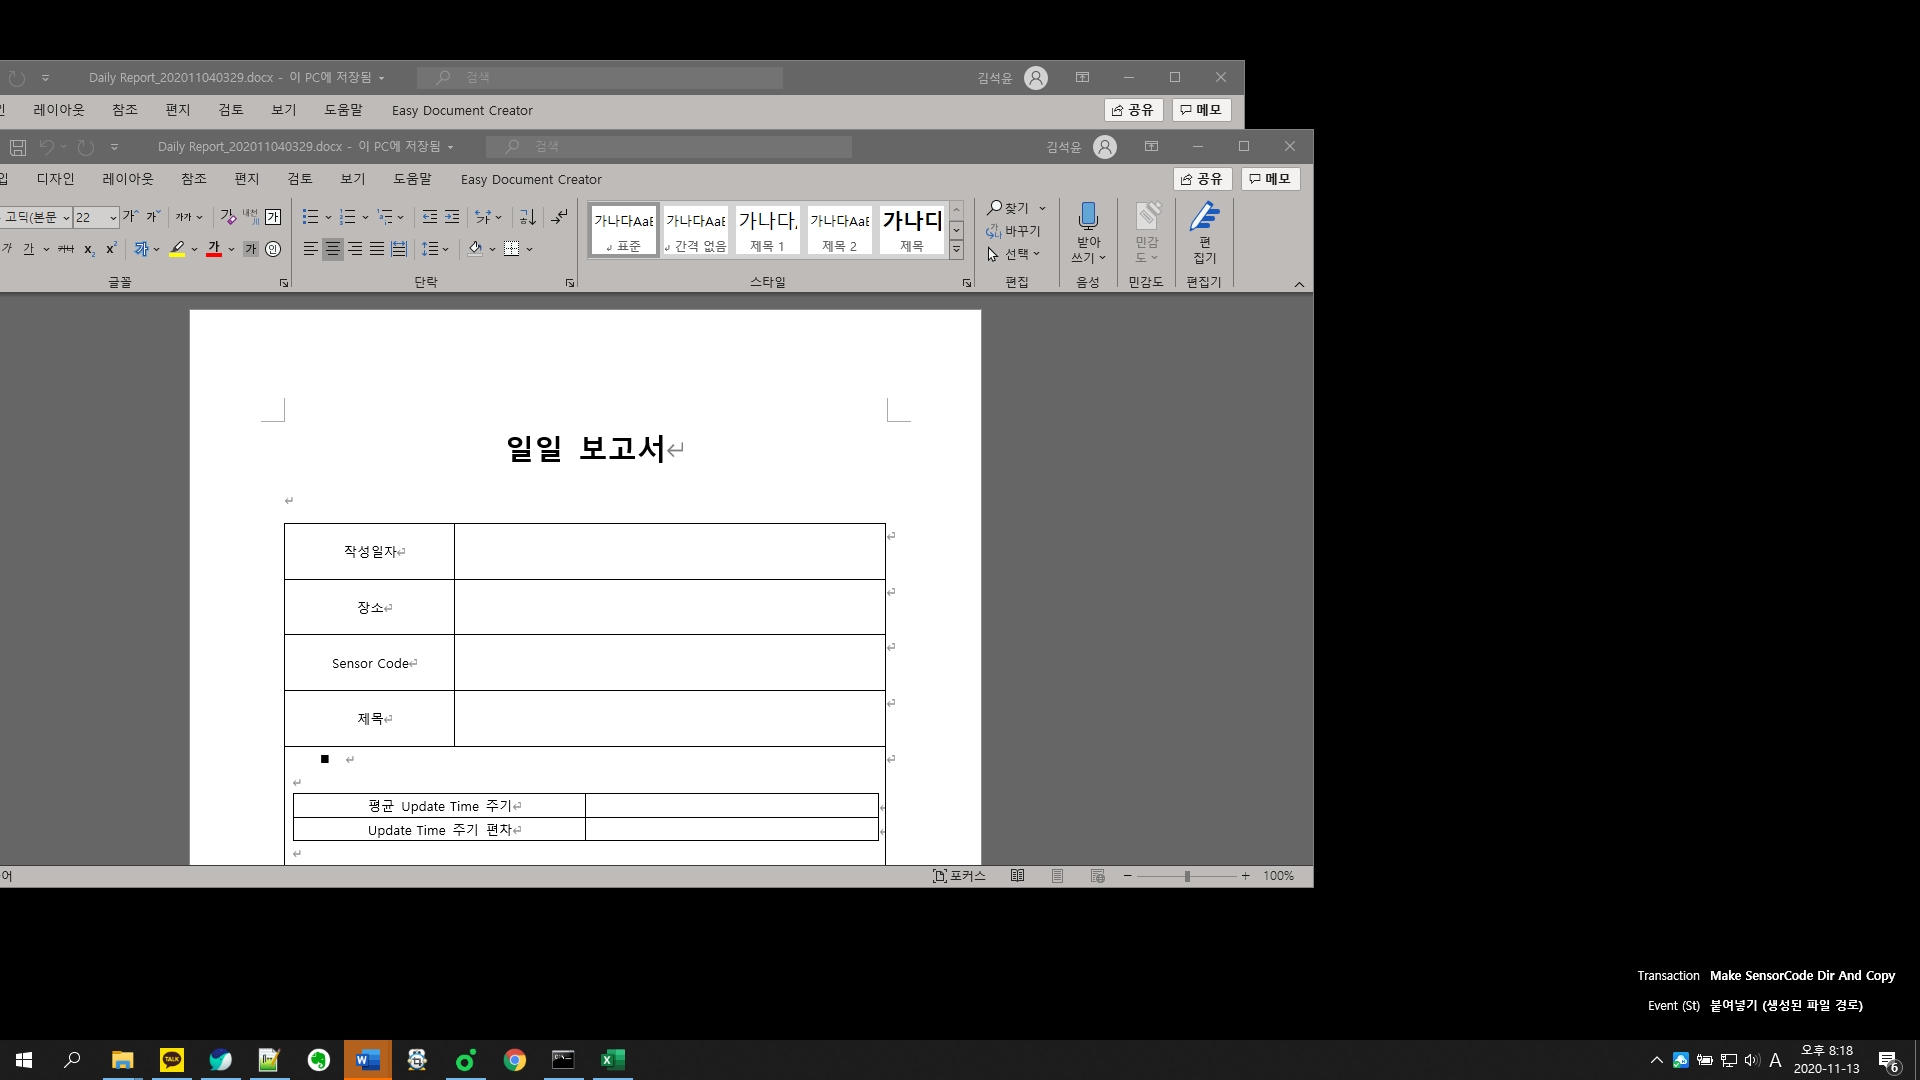 Daily Report_202011040329.docx - 이 PC에 저장됨
검색
김석윤
레이아웃 참조 편지 검토 보기 도움말 Easy Document Creator
공유 메모
Daily Report_202011040329.docx - 이 PC에 저장됨
검색
김석윤
디자인 레이아웃 참조 편지 검토 보기 도움말 Easy Document Creator
공유 메모
고딕(본문 22
글꼴
단락
가나다AaB 가나다AaB 가나다 가나다AaB 가나다
표준 간격 없음 제목 1 제목 2 제목
스타일
찾기
바꾸기
선택
편집
받아
쓰기
음성
민감
도
민감도
편
집기
편집기
일일 보고서
작성일자
장소
Sensor Code
제목
평균 Update Time 주기
Update Time 주기 편차
포커스
100%
Transaction Make SensorCode Dir And Copy
Event (St) 붙여넣기 (생성된 파일 경로)
TALK
A
오후 8:18
2020-11-13
6